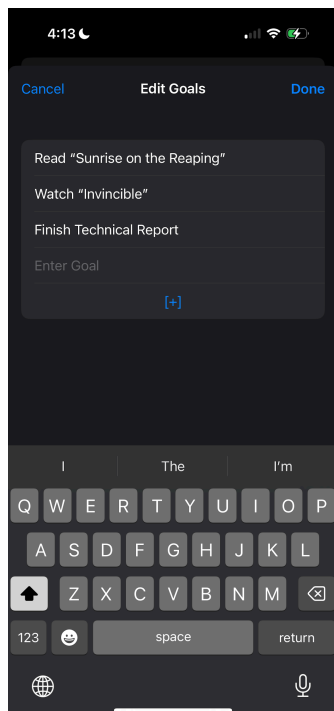 4:13
Cancel Edit Goals Done
Read “Sunrise on the Reaping”
Watch “Invincible”
Finish Technical Report
Enter Goal
[+]
I The I’m
Q W E R T Y U I O P
A S D F G H J K L
Z X C V B N M
123 space return